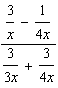 3/x − 1/4x
3/3x + 3/4x